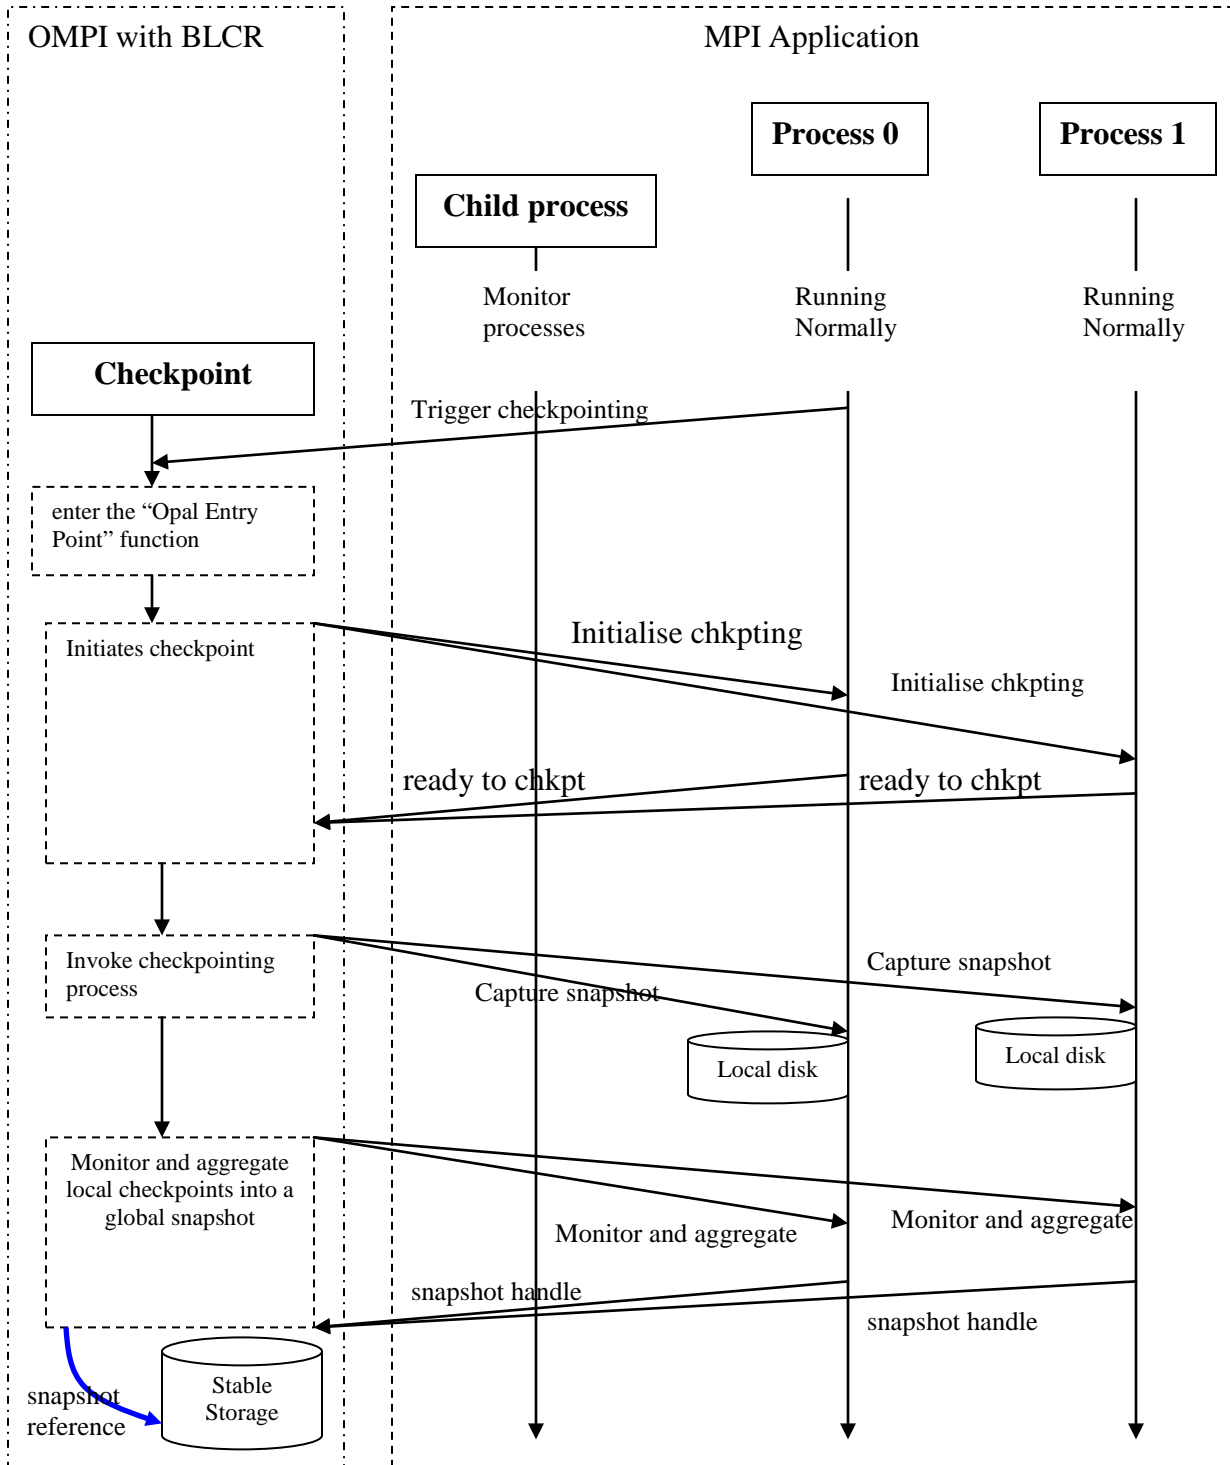 OMPI with BLCR
MPI Application
Process 0
Process 1
Child process
Monitor
processes
Running
Normally
Running
Normally
Checkpoint
Trigger checkpointing
enter the “Opal Entry
Point” function
Initiates checkpoint
Initialise chkpting
Initialise chkpting
ready to chkpt
ready to chkpt
Invoke checkpointing
process
Capture snapshot
Capture snapshot
Local disk
Local disk
Monitor and aggregate
local checkpoints into a
global snapshot
Monitor and aggregate
Monitor and aggregate
snapshot handle
snapshot handle
snapshot
reference
Stable
Storage